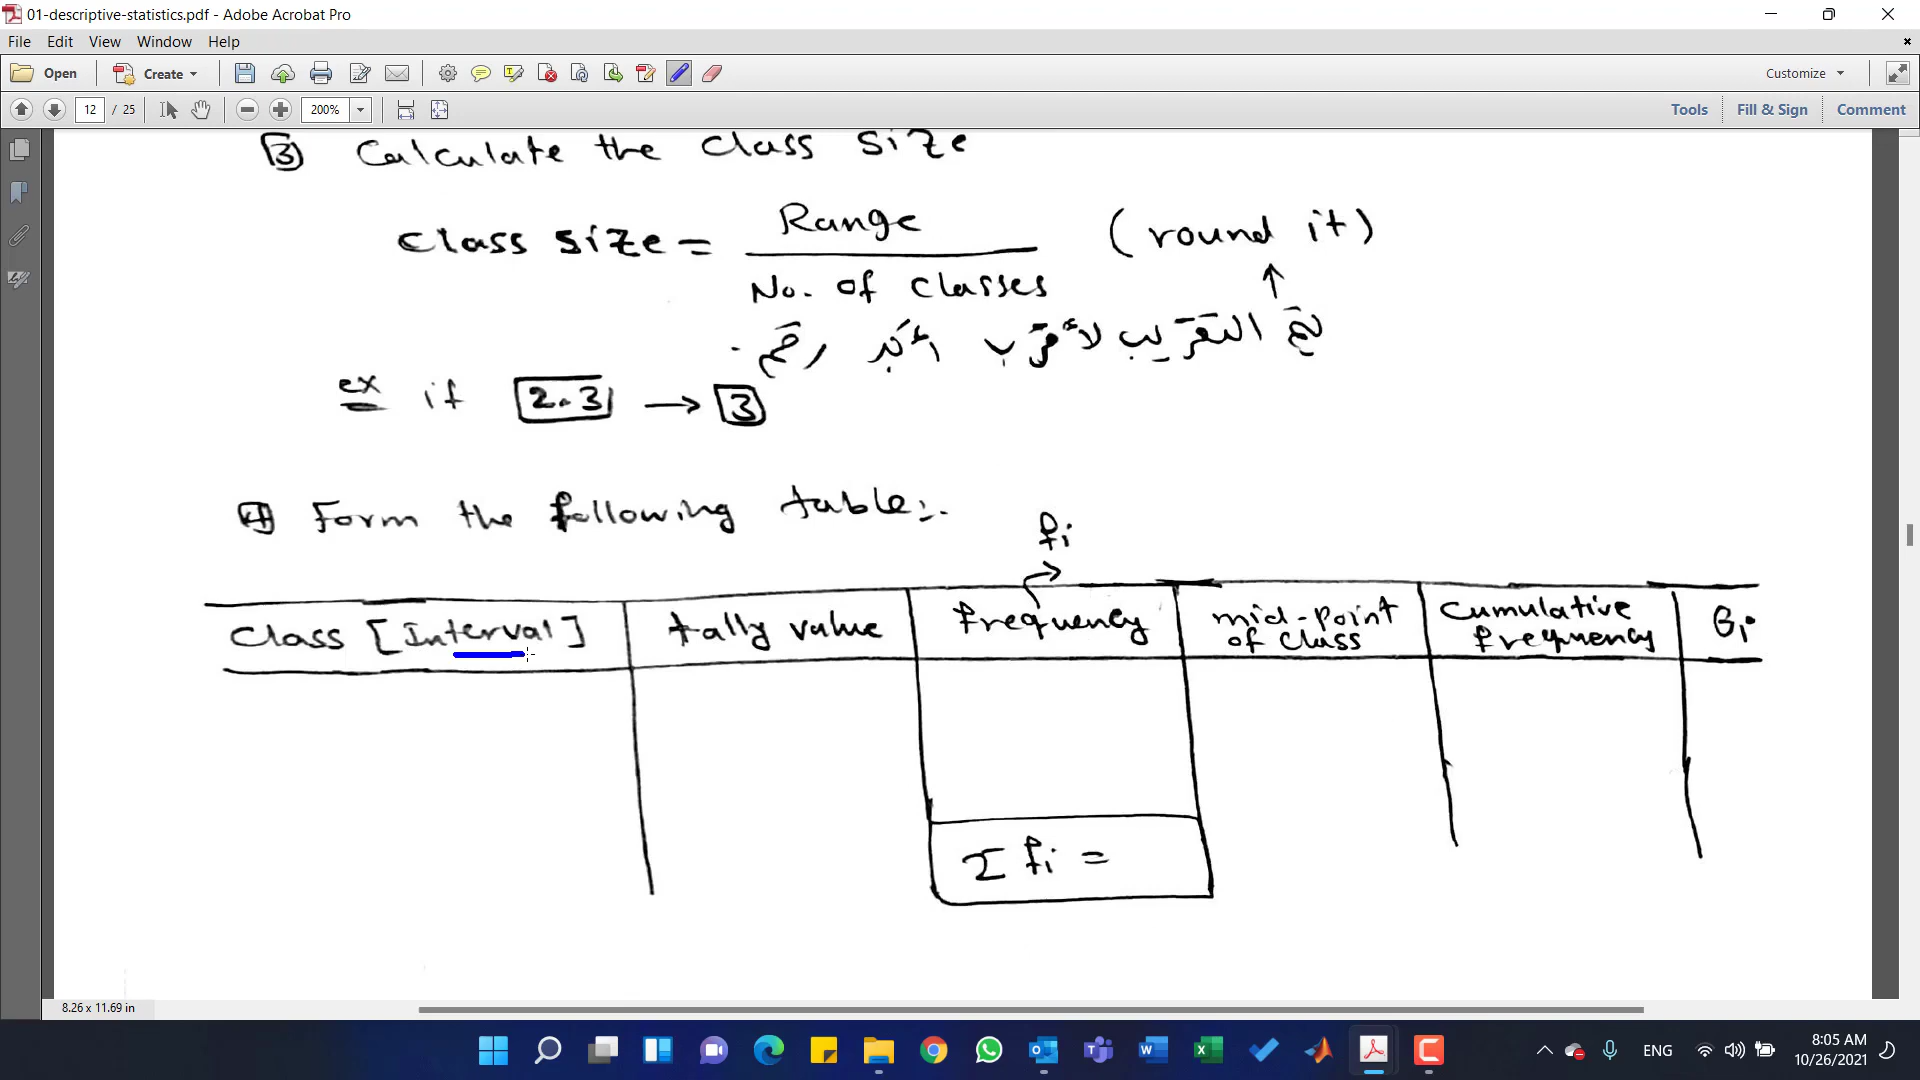 01-descriptive-statistics.pdf - Adobe Acrobat Pro
File Edit View Window Help
Open Create Customize
12 / 25 200% Tools Fill & Sign Comment
3 Calculate the class size
class size = Range / No. of classes (round it)
التقريب لأقرب أكبر رقم.
ex if 2.3 → 3
4 Form the following table:-
fi
Class [Interval] tally value frequency mid-point of class Cumulative frequency Bi
Σ fi =
8.26 x 11.69 in
ENG 8:05 AM
10/26/2021